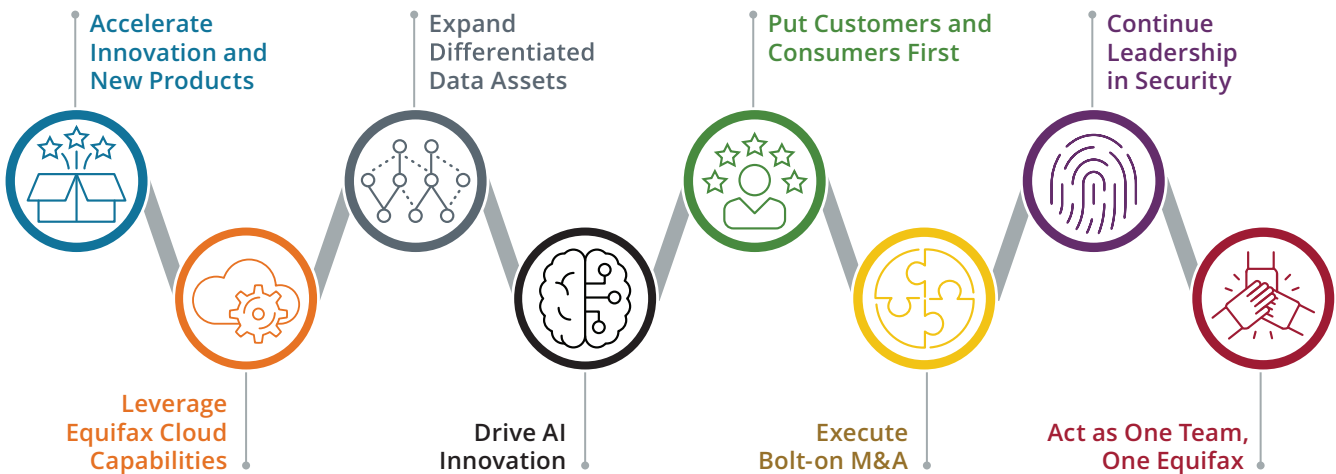 Accelerate
Innovation and
New Products
Expand
Differentiated
Data Assets
Put Customers and
Consumers First
Continue
Leadership
in Security
Leverage
Equifax Cloud
Capabilities
Drive AI
Innovation
Execute
Bolt-on M&A
Act as One Team,
One Equifax